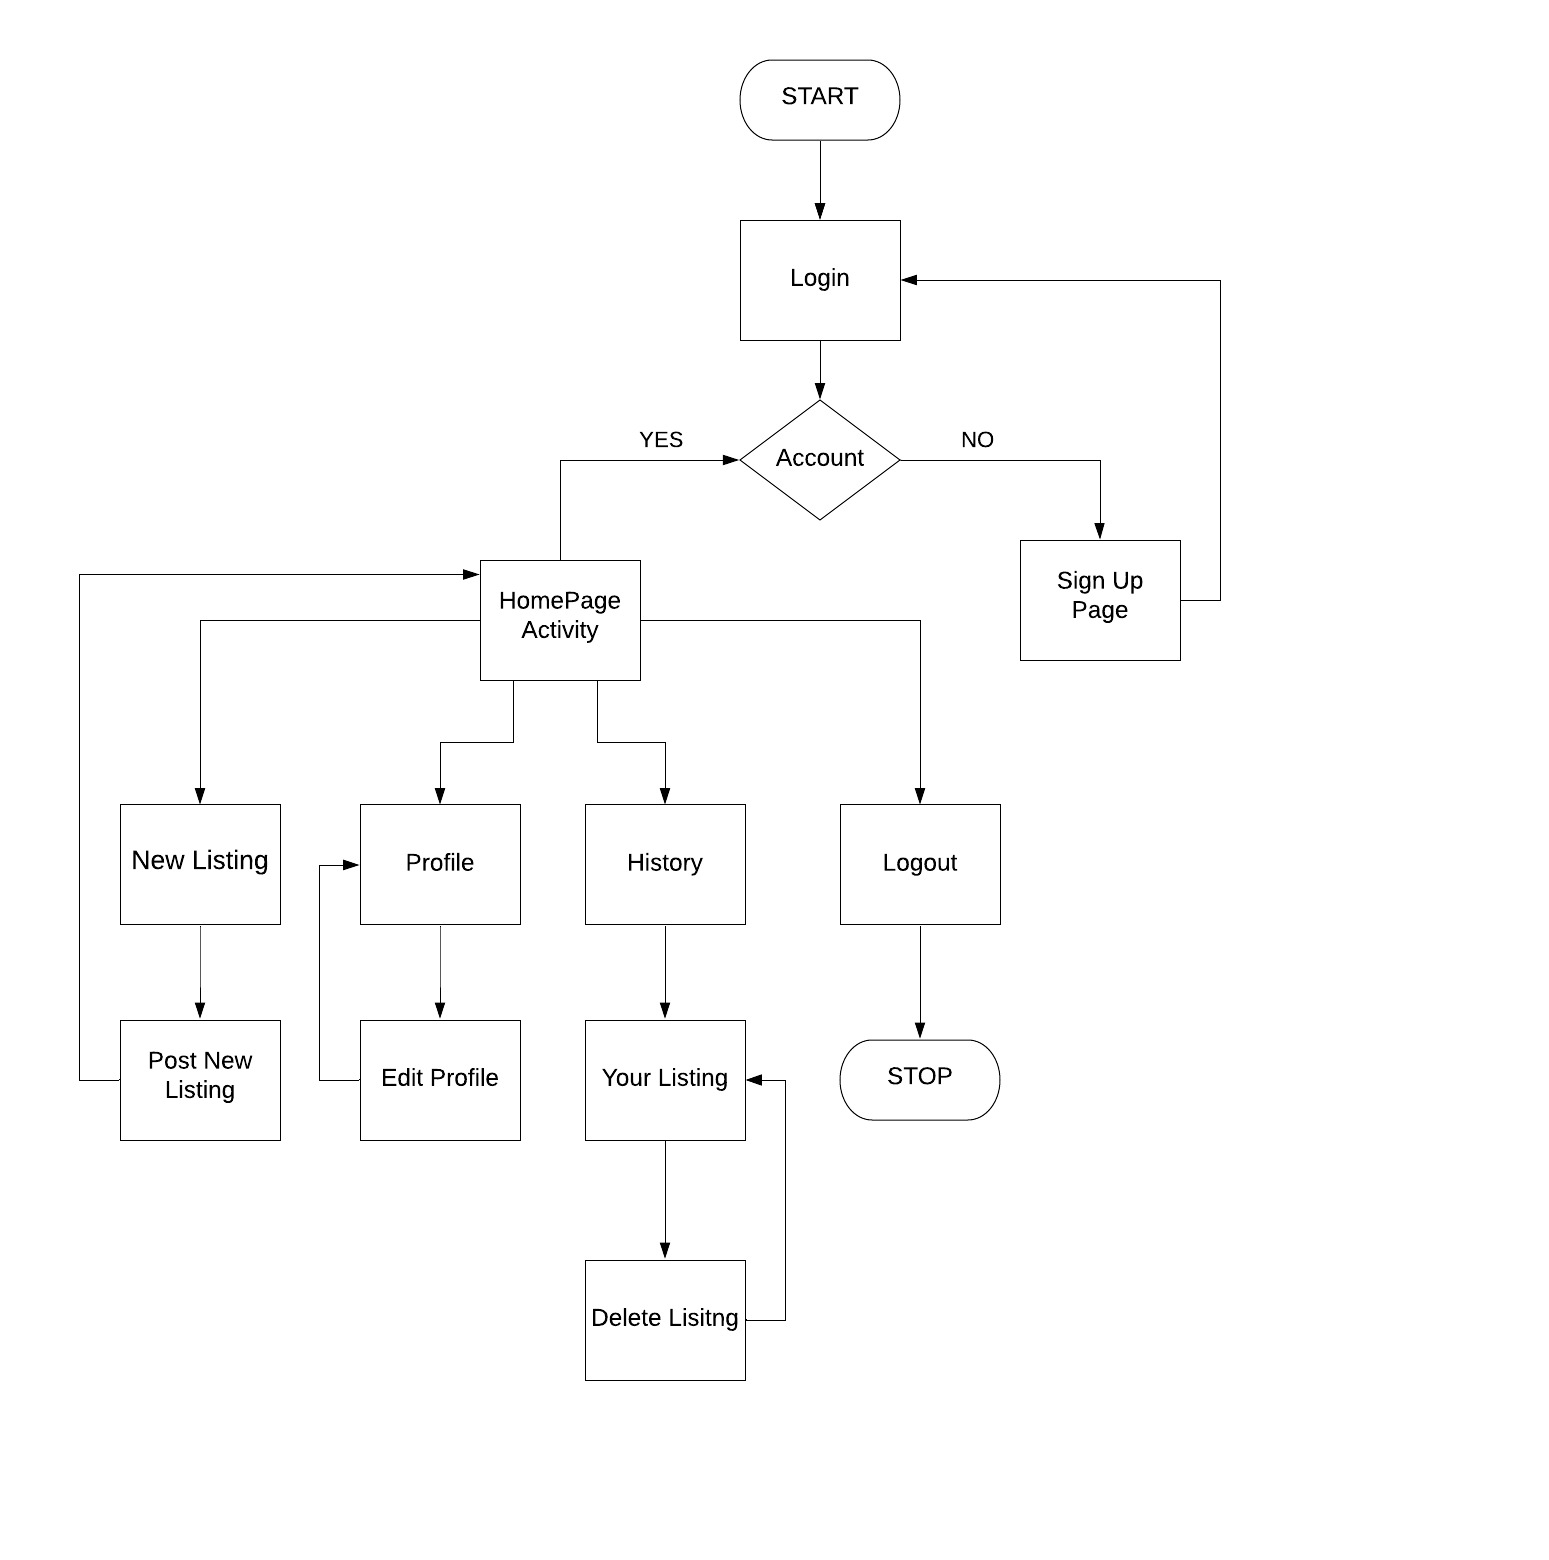 START
Login
YES
Account
NO
HomePage
Activity
Sign Up
Page
New Listing
Profile
History
Logout
Post New
Listing
Edit Profile
Your Listing
STOP
Delete Lisitng